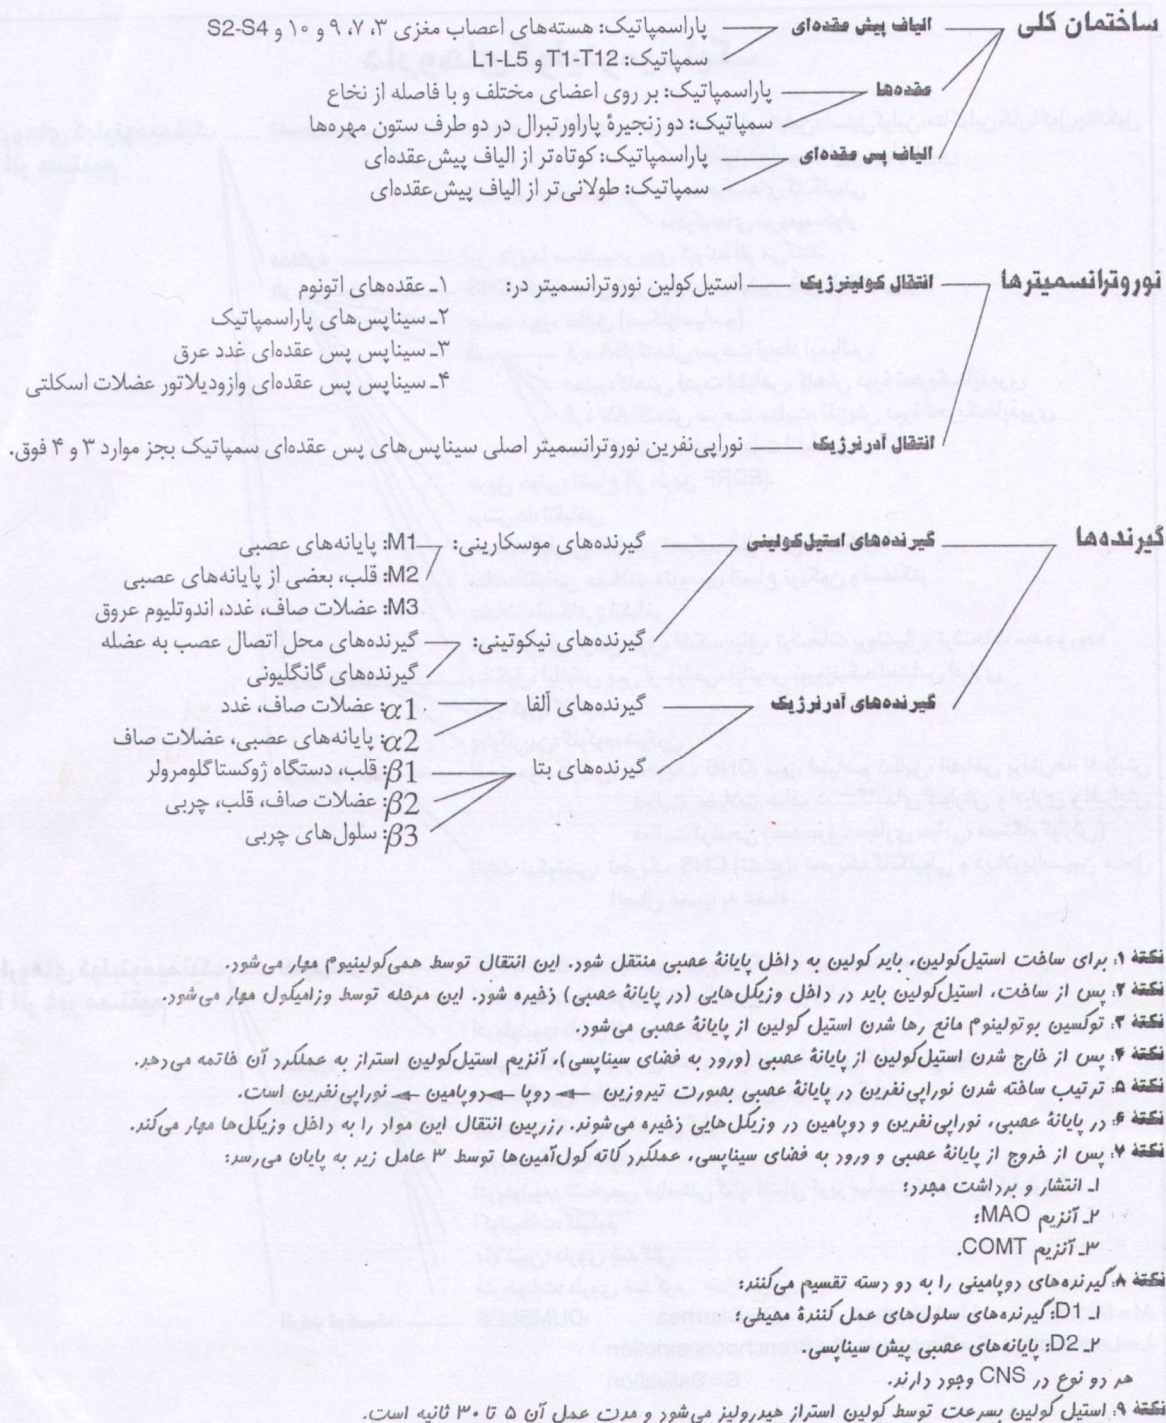 ساختمان کلی
الیاف پیش عقده‌ای
پاراسمپاتیک: هسته‌های اعصاب مغزی ۳، ۷، ۹ و ۱۰ و S2-S4
سمپاتیک: T1-T12 و L1-L5
عقده‌ها
پاراسمپاتیک: بر روی اعضای مختلف و با فاصله از نخاع
سمپاتیک: دو زنجیرهٔ پاراورتبرال در دو طرف ستون مهره‌ها
الیاف پس عقده‌ای
پاراسمپاتیک: کوتاه‌تر از الیاف پیش‌عقده‌ای
سمپاتیک: طولانی‌تر از الیاف پیش‌عقده‌ای
نوروترانسمیترها
انتقال کولینرژیک
استیل‌کولین نوروترانسمیتر در:
۱ـ عقده‌های اتونوم
۲ـ سیناپس‌های پاراسمپاتیک
۳ـ سیناپس پس عقده‌ای غدد عرق
۴ـ سیناپس پس عقده‌ای وازودیلاتور عضلات اسکلتی
انتقال آدرنرژیک
نوراپی‌نفرین نوروترانسمیتر اصلی سیناپس‌های پس عقده‌ای سمپاتیک بجز موارد ۳ و ۴ فوق.
گیرنده‌ها
گیرنده‌های استیل‌کولینی
گیرنده‌های موسکارینی:
M1: پایانه‌های عصبی
M2: قلب، بعضی از پایانه‌های عصبی
M3: عضلات صاف، غدد، اندوتلیوم عروق
گیرنده‌های نیکوتینی:
گیرنده‌های محل اتصال عصب به عضله
گیرنده‌های گانگلیونی
گیرنده‌های آدرنرژیک
گیرنده‌های آلفا
α1: عضلات صاف، غدد
α2: پایانه‌های عصبی، عضلات صاف
گیرنده‌های بتا
β1: قلب، دستگاه ژوکستاگلومرولر
β2: عضلات صاف، قلب، چربی
β3: سلول‌های چربی
نکتهٔ ۱: برای ساخت استیل‌کولین، باید کولین به داخل پایانهٔ عصبی منتقل شود. این انتقال توسط همی‌کولینیوم مهار می‌شود.
نکتهٔ ۲: پس از ساخت، استیل‌کولین باید در داخل وزیکل‌هایی (در پایانهٔ عصبی) ذخیره شود. این مرحله توسط وزامیکول مهار می‌شود.
نکتهٔ ۳: توکسین بوتولینوم مانع رها شدن استیل کولین از پایانهٔ عصبی می‌شود.
نکتهٔ ۴: پس از خارج شدن استیل‌کولین از پایانهٔ عصبی (ورود به فضای سیناپسی)، آنزیم استیل‌کولین استراز به عملکرد آن خاتمه می‌دهد.
نکتهٔ ۵: ترتیب ساخته شدن نوراپی‌نفرین در پایانهٔ عصبی بصورت تیروزین ← دوپا ← دوپامین ← نوراپی‌نفرین است.
نکتهٔ ۶: در پایانهٔ عصبی، نوراپی‌نفرین و دوپامین در وزیکل‌هایی ذخیره می‌شوند. رزرپین انتقال این مواد را به داخل وزیکل‌ها مهار می‌کند.
نکتهٔ ۷: پس از خروج از پایانهٔ عصبی و ورود به فضای سیناپسی، عملکرد کاته کول‌آمین‌ها توسط ۳ عامل زیر به پایان می‌رسد:
۱ـ انتشار و برداشت مجدد؛
۲ـ آنزیم MAO؛
۳ـ آنزیم COMT.
نکتهٔ ۸: گیرنده‌های دوپامینی را به دو دسته تقسیم می‌کنند:
۱ـ D1: گیرنده‌های سلول‌های عمل کنندهٔ محیطی؛
۲ـ D2: پایانه‌های عصبی پیش سیناپسی.
هر دو نوع در CNS وجود دارند.
نکتهٔ ۹: استیل کولین بسرعت توسط کولین استراز هیدرولیز می‌شود و مدت عمل آن ۵ تا ۳۰ ثانیه است.